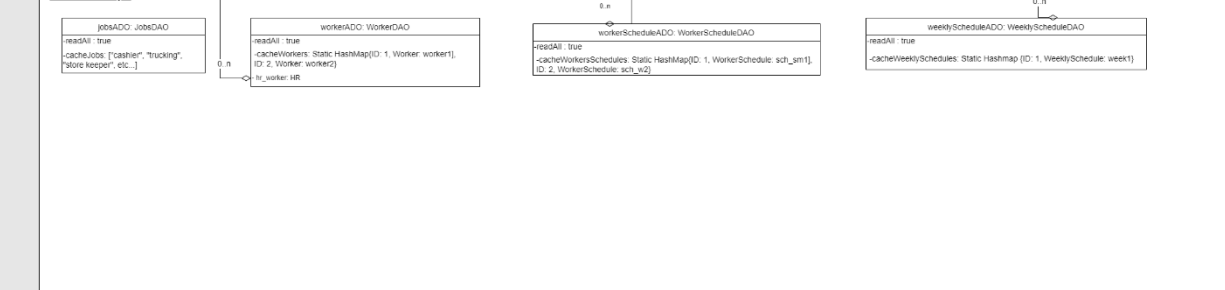 0..n
0..n
jobsADO: JobsDAO
-readAll : true
-cacheJobs: ["cashier", "trucking",
"store keeper", etc...]
0..n
workerADO: WorkerDAO
-readAll : true
-cacheWorkers: Static HashMap{ID: 1, Worker: worker1},
ID: 2, Worker: worker2}
- hr_worker: HR
workerScheduleADO: WorkerScheduleDAO
-readAll : true
-cacheWorkersSchedules: Static HashMap{ID: 1, WorkerSchedule: sch_sm1},
ID: 2, WorkerSchedule: sch_w2}
weeklyScheduleADO: WeeklyScheduleDAO
-readAll : true
-cacheWeeklySchedules: Static Hashmap {ID: 1, WeeklySchedule: week1}